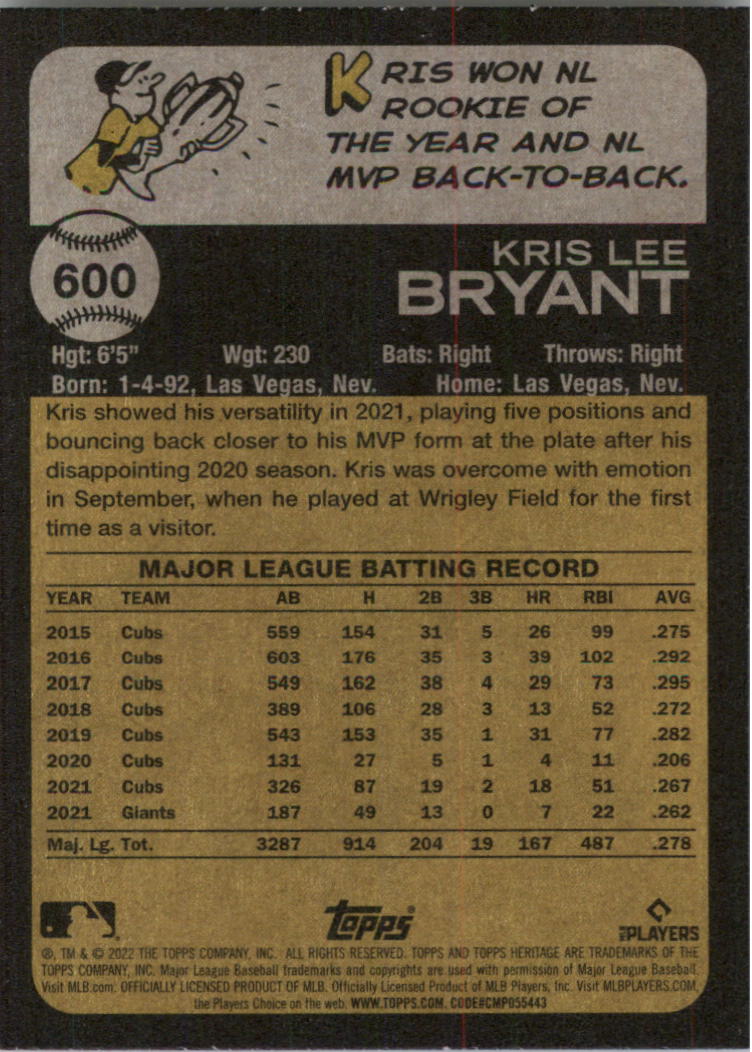 KRIS WON NL
ROOKIE OF
THE YEAR AND NL
MVP BACK-TO-BACK.
600
KRIS LEE
BRYANT
Hgt: 6'5" Wgt: 230 Bats: Right Throws: Right
Born: 1-4-92, Las Vegas, Nev. Home: Las Vegas, Nev.
Kris showed his versatility in 2021, playing five positions and
bouncing back closer to his MVP form at the plate after his
disappointing 2020 season. Kris was overcome with emotion
in September, when he played at Wrigley Field for the first
time as a visitor.
MAJOR LEAGUE BATTING RECORD
YEAR TEAM AB H 2B 3B HR RBI AVG
2015 Cubs 559 154 31 5 26 99 .275
2016 Cubs 603 176 35 3 39 102 .292
2017 Cubs 549 162 38 4 29 73 .295
2018 Cubs 389 106 28 3 13 52 .272
2019 Cubs 543 153 35 1 31 77 .282
2020 Cubs 131 27 5 1 4 11 .206
2021 Cubs 326 87 19 2 18 51 .267
2021 Giants 187 49 13 0 7 22 .262
Maj. Lg. Tot. 3287 914 204 19 167 487 .278
topps®
MLB PLAYERS
®, TM & © 2022 THE TOPPS COMPANY, INC. ALL RIGHTS RESERVED. TOPPS AND TOPPS HERITAGE ARE TRADEMARKS OF THE
TOPPS COMPANY, INC. Major League Baseball trademarks and copyrights are used with permission of Major League Baseball.
Visit MLB.com. OFFICIALLY LICENSED PRODUCT OF MLB. Officially Licensed Product of MLB Players, Inc. Visit MLBPLAYERS.COM,
the Players Choice on the web. WWW.TOPPS.COM. CODE#CMP055443